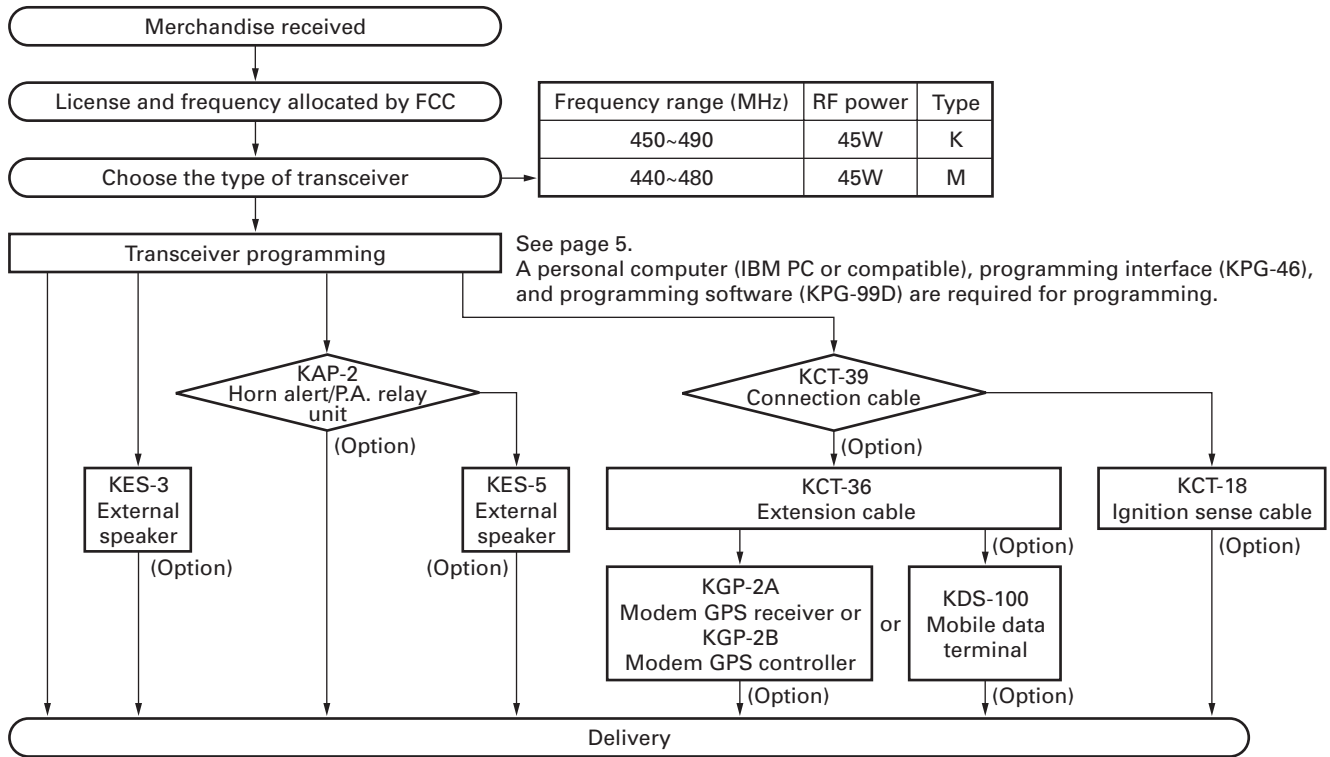 Merchandise received
License and frequency allocated by FCC
Choose the type of transceiver
Frequency range (MHz) RF power Type
450~490 45W K
440~480 45W M
Transceiver programming
See page 5.
A personal computer (IBM PC or compatible), programming interface (KPG-46),
and programming software (KPG-99D) are required for programming.
KAP-2
Horn alert/P.A. relay
unit
(Option)
KCT-39
Connection cable
(Option)
KES-3
External
speaker
(Option)
KES-5
External
speaker
(Option)
KCT-36
Extension cable
(Option)
KCT-18
Ignition sense cable
(Option)
KGP-2A
Modem GPS receiver or
KGP-2B
Modem GPS controller
(Option)
or
KDS-100
Mobile data
terminal
(Option)
Delivery